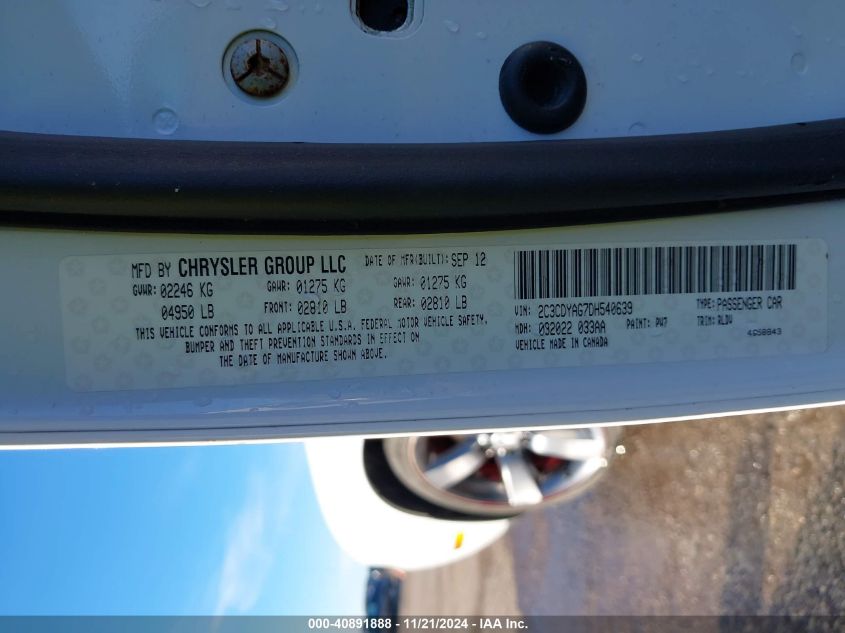 MFD BY CHRYSLER GROUP LLC DATE OF MFR(BUILT): SEP 12
GVWR: 02246 KG GAWR: 01275 KG GAWR: 01275 KG
04950 LB FRONT: 02810 LB REAR: 02810 LB
THIS VEHICLE CONFORMS TO ALL APPLICABLE U.S.A. FEDERAL MOTOR VEHICLE SAFETY,
BUMPER AND THEFT PREVENTION STANDARDS IN EFFECT ON
THE DATE OF MANUFACTURE SHOWN ABOVE.
VIN: 2C3CDYAG7DH540639 TYPE: PASSENGER CAR
MDH: 092022 033AA PAINT: PW7 TRIM: RLDV
VEHICLE MADE IN CANADA 4658843
000-40891888 - 11/21/2024 - IAA Inc.